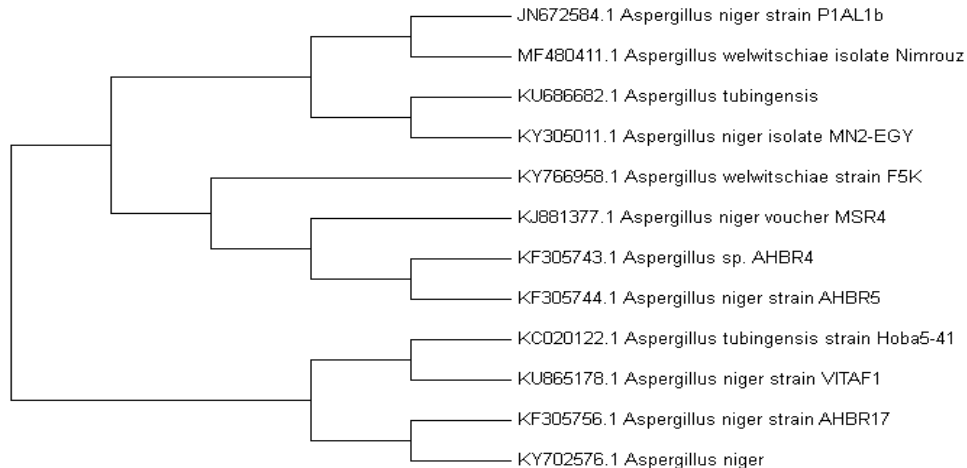 JN672584.1 Aspergillus niger strain P1AL1b
MF480411.1 Aspergillus welwitschiae isolate Nimrouz
KU686682.1 Aspergillus tubingensis
KY305011.1 Aspergillus niger isolate MN2-EGY
KY766958.1 Aspergillus welwitschiae strain F5K
KJ881377.1 Aspergillus niger voucher MSR4
KF305743.1 Aspergillus sp. AHBR4
KF305744.1 Aspergillus niger strain AHBR5
KC020122.1 Aspergillus tubingensis strain Hoba5-41
KU865178.1 Aspergillus niger strain VITAF1
KF305756.1 Aspergillus niger strain AHBR17
KY702576.1 Aspergillus niger